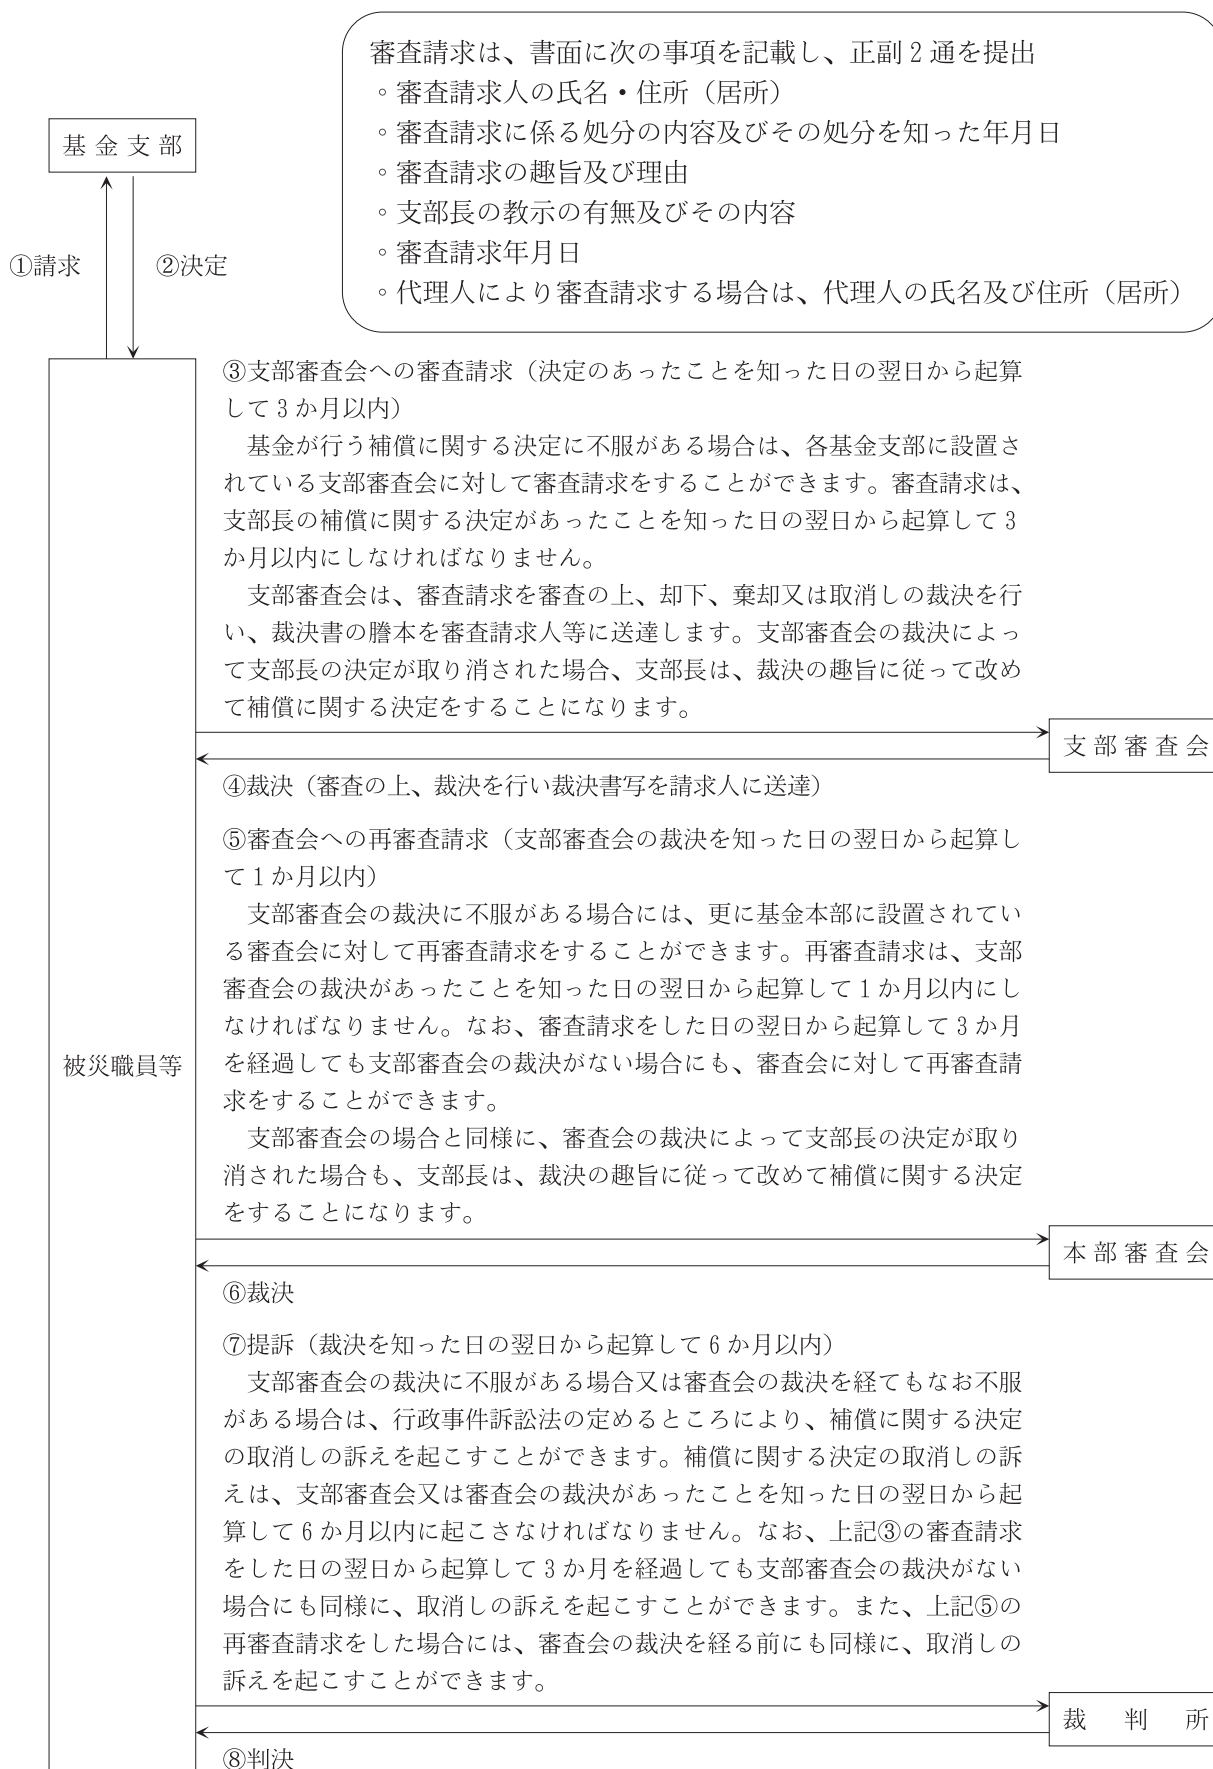 審査請求は、書面に次の事項を記載し、正副2通を提出
◦審査請求人の氏名・住所（居所）
◦審査請求に係る処分の内容及びその処分を知った年月日
◦審査請求の趣旨及び理由
◦支部長の教示の有無及びその内容
◦審査請求年月日
◦代理人により審査請求する場合は、代理人の氏名及び住所（居所）
基金支部
①請求
②決定
③支部審査会への審査請求（決定のあったことを知った日の翌日から起算
して3か月以内）
　基金が行う補償に関する決定に不服がある場合は、各基金支部に設置さ
れている支部審査会に対して審査請求をすることができます。審査請求は、
支部長の補償に関する決定があったことを知った日の翌日から起算して3
か月以内にしなければなりません。
　支部審査会は、審査請求を審査の上、却下、棄却又は取消しの裁決を行
い、裁決書の謄本を審査請求人等に送達します。支部審査会の裁決によっ
て支部長の決定が取り消された場合、支部長は、裁決の趣旨に従って改め
て補償に関する決定をすることになります。
支部審査会
④裁決（審査の上、裁決を行い裁決書写を請求人に送達）
⑤審査会への再審査請求（支部審査会の裁決を知った日の翌日から起算し
て1か月以内）
　支部審査会の裁決に不服がある場合には、更に基金本部に設置されてい
る審査会に対して再審査請求をすることができます。再審査請求は、支部
審査会の裁決があったことを知った日の翌日から起算して1か月以内にし
なければなりません。なお、審査請求をした日の翌日から起算して3か月
を経過しても支部審査会の裁決がない場合にも、審査会に対して再審査請
求をすることができます。
　支部審査会の場合と同様に、審査会の裁決によって支部長の決定が取り
消された場合も、支部長は、裁決の趣旨に従って改めて補償に関する決定
をすることになります。
被災職員等
本部審査会
⑥裁決
⑦提訴（裁決を知った日の翌日から起算して6か月以内）
　支部審査会の裁決に不服がある場合又は審査会の裁決を経てもなお不服
がある場合は、行政事件訴訟法の定めるところにより、補償に関する決定
の取消しの訴えを起こすことができます。補償に関する決定の取消しの訴
えは、支部審査会又は審査会の裁決があったことを知った日の翌日から起
算して6か月以内に起こさなければなりません。なお、上記③の審査請求
をした日の翌日から起算して3か月を経過しても支部審査会の裁決がない
場合にも同様に、取消しの訴えを起こすことができます。また、上記⑤の
再審査請求をした場合には、審査会の裁決を経る前にも同様に、取消しの
訴えを起こすことができます。
裁判所
⑧判決